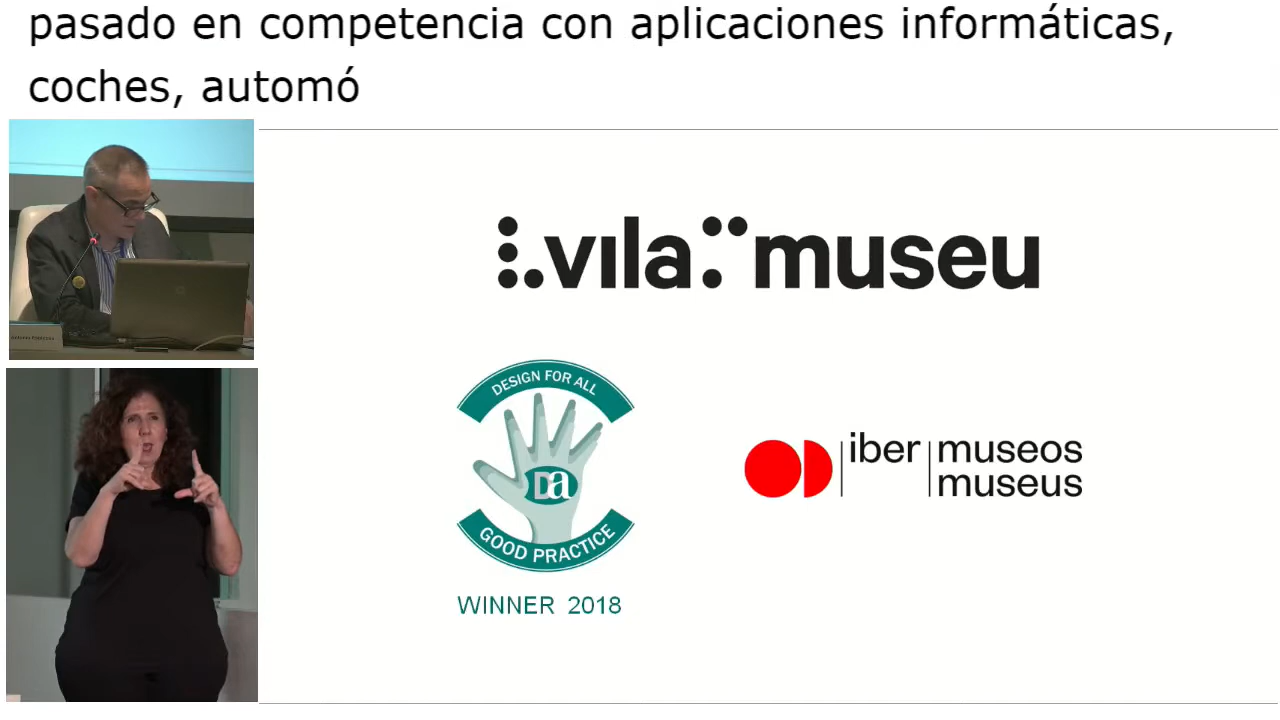 pasado en competencia con aplicaciones informáticas,
coches, automó
vila museu
DESIGN FOR ALL
Da
GOOD PRACTICE
WINNER 2018
iber museos
museus